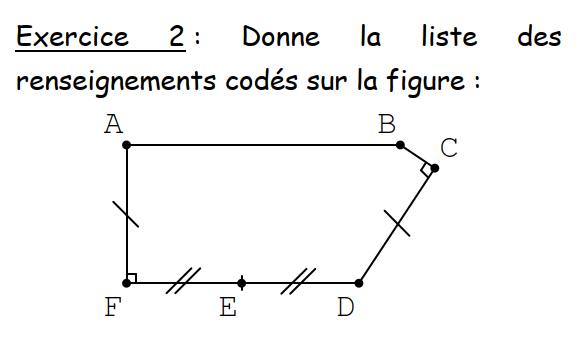 Exercice 2 : Donne la liste des
renseignements codés sur la figure :
A
B
C
F
E
D